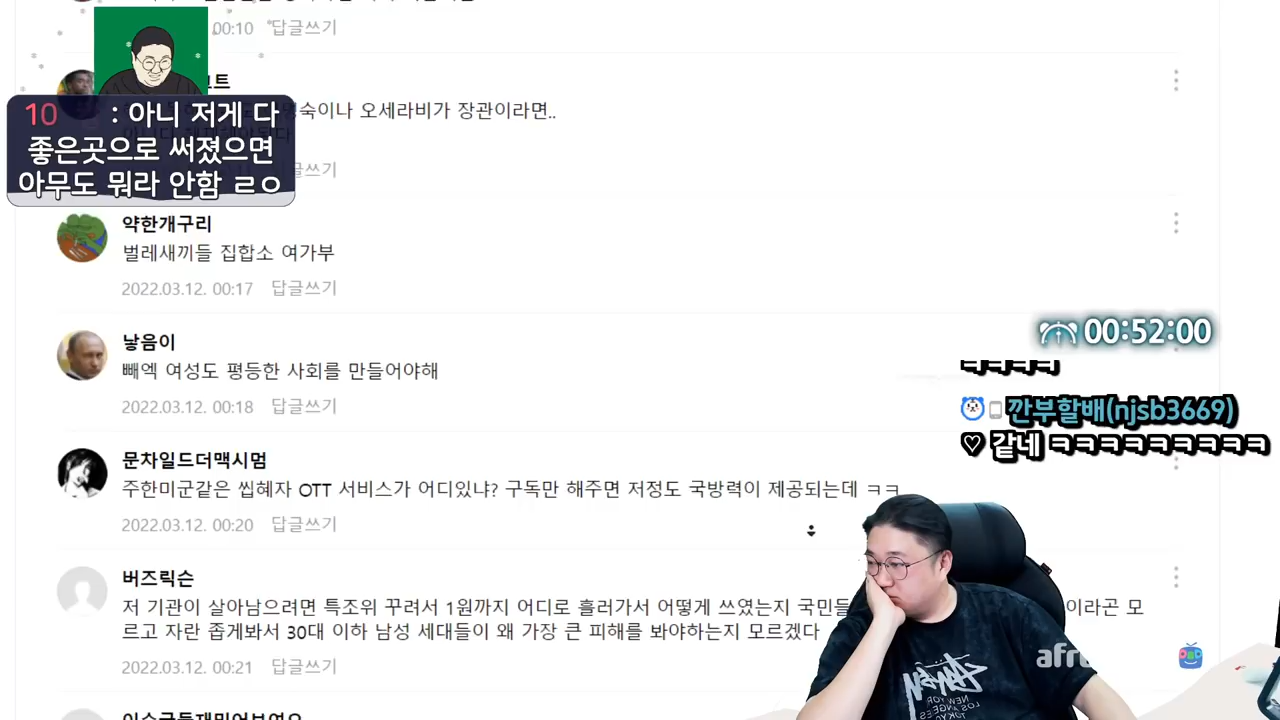 00:10 답글쓰기
트
명숙이나 오세라비가 장관이라면..
10 : 아니 저게 다
좋은곳으로 써졌으면
아무도 뭐라 안함 ㄹㅇ
글쓰기
약한개구리
벌레새끼들 집합소 여가부
2022.03.12. 00:17 답글쓰기
낳음이
빼엑 여성도 평등한 사회를 만들어야해
2022.03.12. 00:18 답글쓰기
00:52:00
ㅋㅋㅋㅋ
깐부할배(njsb3669)
♡ 같네 ㅋㅋㅋㅋㅋㅋㅋㅋㅋ
문차일드더맥시멈
주한미군같은 씹혜자 OTT 서비스가 어디있냐? 구독만 해주면 저정도 국방력이 제공되는데 ㅋㅋ
2022.03.12. 00:20 답글쓰기
버즈릭슨
저 기관이 살아남으려면 특조위 꾸려서 1원까지 어디로 흘러가서 어떻게 쓰였는지 국민들 이라곤 모
르고 자란 좁게봐서 30대 이하 남성 세대들이 왜 가장 큰 피해를 봐야하는지 모르겠다
2022.03.12. 00:21 답글쓰기
afr
NEW YOR
LOS ANGELES
TOKYO